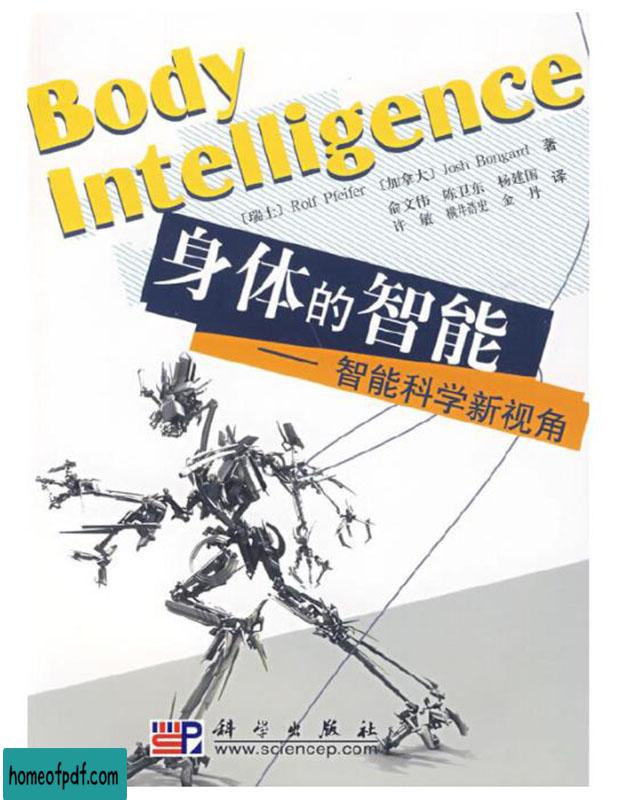 Body
Intelligence
〔瑞士〕Rolf Pfeifer 〔加拿大〕Josh Bongard 著
俞文伟 陈卫东 杨建国
许敏 横井浩史 金丹 译
身体的智能
——智能科学新视角
科学出版社
www.sciencep.com
homeofpdf.com